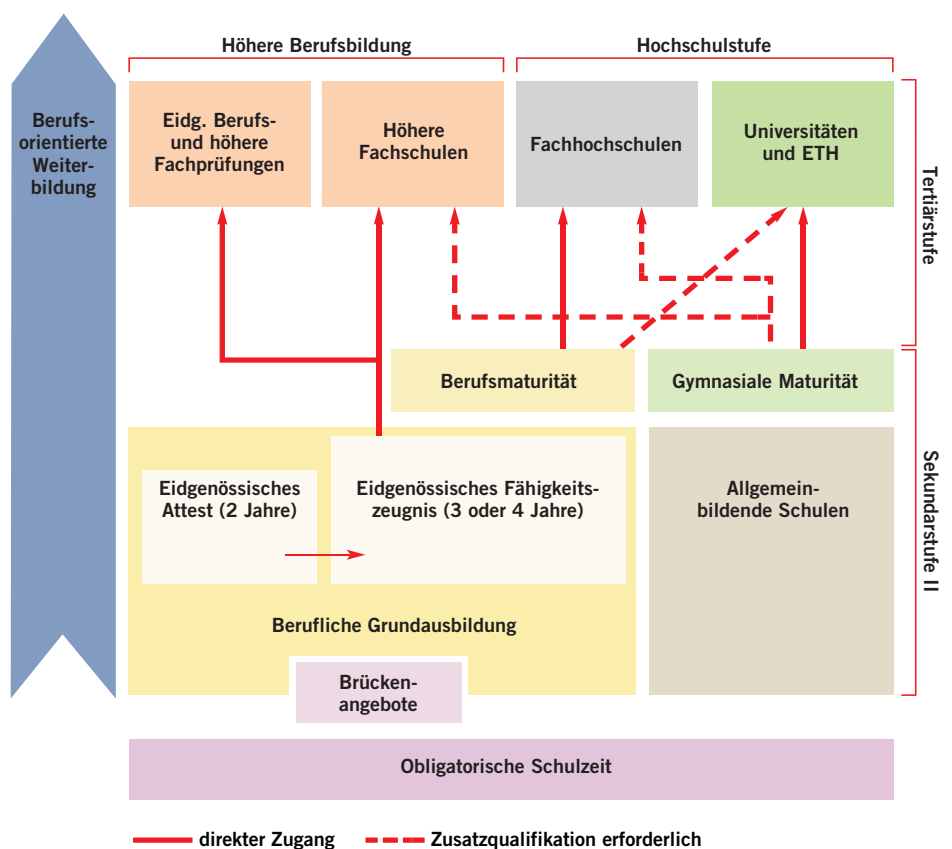 Höhere Berufsbildung
Hochschulstufe
Berufs-
orientierte
Weiter-
bildung
Eidg. Berufs-
und höhere
Fachprüfungen
Höhere
Fachschulen
Fachhochschulen
Universitäten
und ETH
Tertiärstufe
Berufsmaturität
Gymnasiale Maturität
Eidgenössisches
Attest (2 Jahre)
Eidgenössisches Fähigkeits-
zeugnis (3 oder 4 Jahre)
Allgemein-
bildende Schulen
Sekundarstufe II
Berufliche Grundausbildung
Brücken-
angebote
Obligatorische Schulzeit
direkter Zugang
Zusatzqualifikation erforderlich